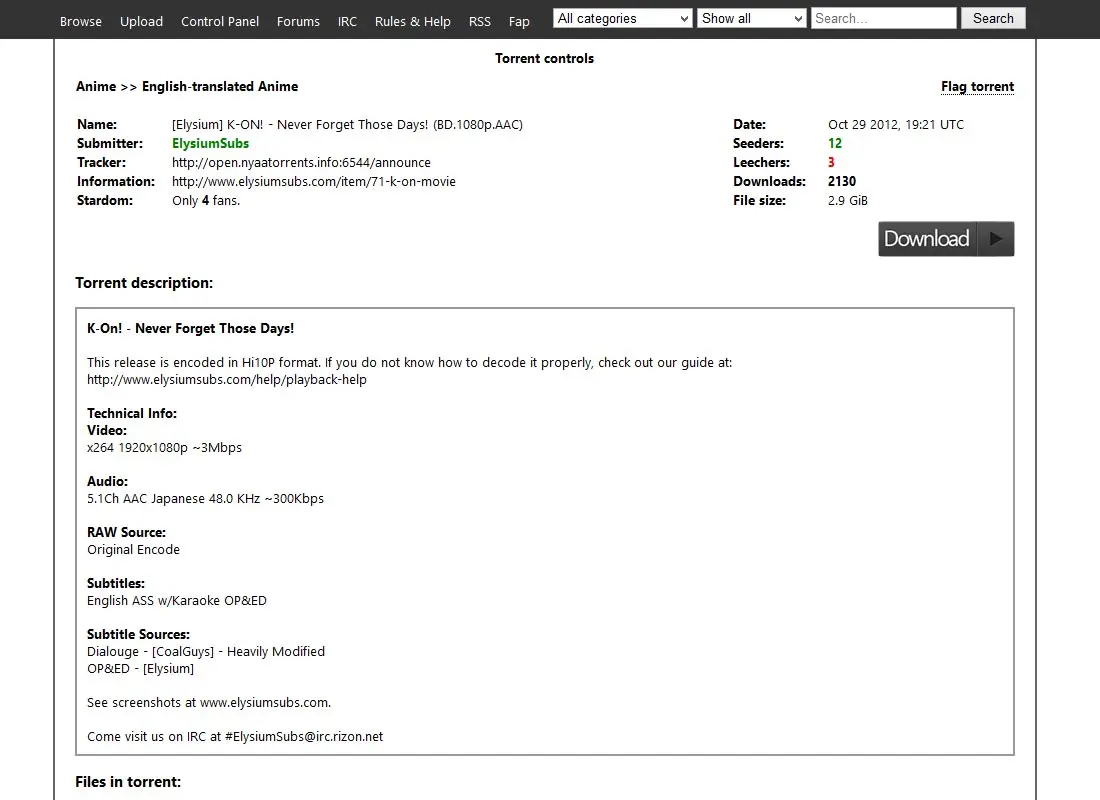 Browse Upload Control Panel Forums IRC Rules & Help RSS Fap All categories Show all Search... Search
Torrent controls
Anime >> English-translated Anime Flag torrent
Name: [Elysium] K-ON! - Never Forget Those Days! (BD.1080p.AAC) Date: Oct 29 2012, 19:21 UTC
Submitter: ElysiumSubs Seeders: 12
Tracker: http://open.nyaatorrents.info:6544/announce Leechers: 3
Information: http://www.elysiumsubs.com/item/71-k-on-movie Downloads: 2130
Stardom: Only 4 fans. File size: 2.9 GiB
Download
Torrent description:
K-On! - Never Forget Those Days!
This release is encoded in Hi10P format. If you do not know how to decode it properly, check out our guide at:
http://www.elysiumsubs.com/help/playback-help
Technical Info:
Video:
x264 1920x1080p ~3Mbps
Audio:
5.1Ch AAC Japanese 48.0 KHz ~300Kbps
RAW Source:
Original Encode
Subtitles:
English ASS w/Karaoke OP&ED
Subtitle Sources:
Dialouge - [CoalGuys] - Heavily Modified
OP&ED - [Elysium]
See screenshots at www.elysiumsubs.com.
Come visit us on IRC at #ElysiumSubs@irc.rizon.net
Files in torrent: